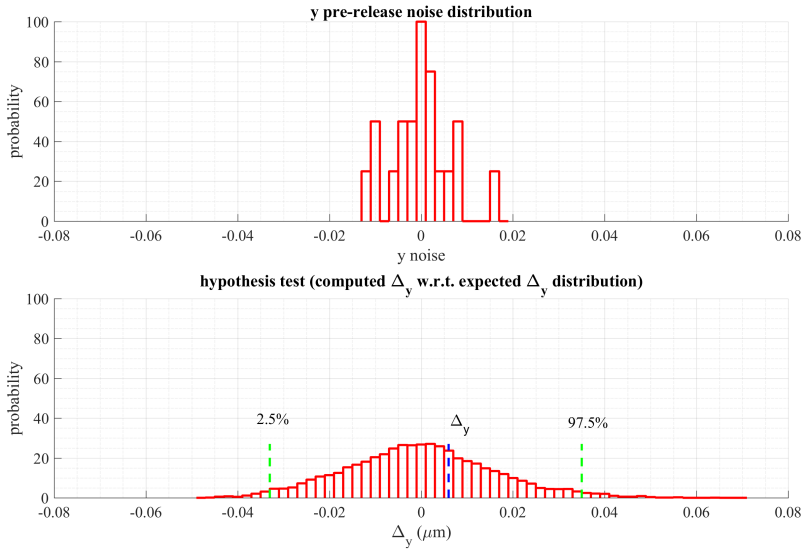 y pre-release noise distribution
100
80
60
40
20
0
probability
-0.08 -0.06 -0.04 -0.02 0 0.02 0.04 0.06 0.08
y noise
hypothesis test (computed Δy w.r.t. expected Δy distribution)
100
80
60
40
20
0
probability
2.5% Δy 97.5%
-0.08 -0.06 -0.04 -0.02 0 0.02 0.04 0.06 0.08
Δy (μm)